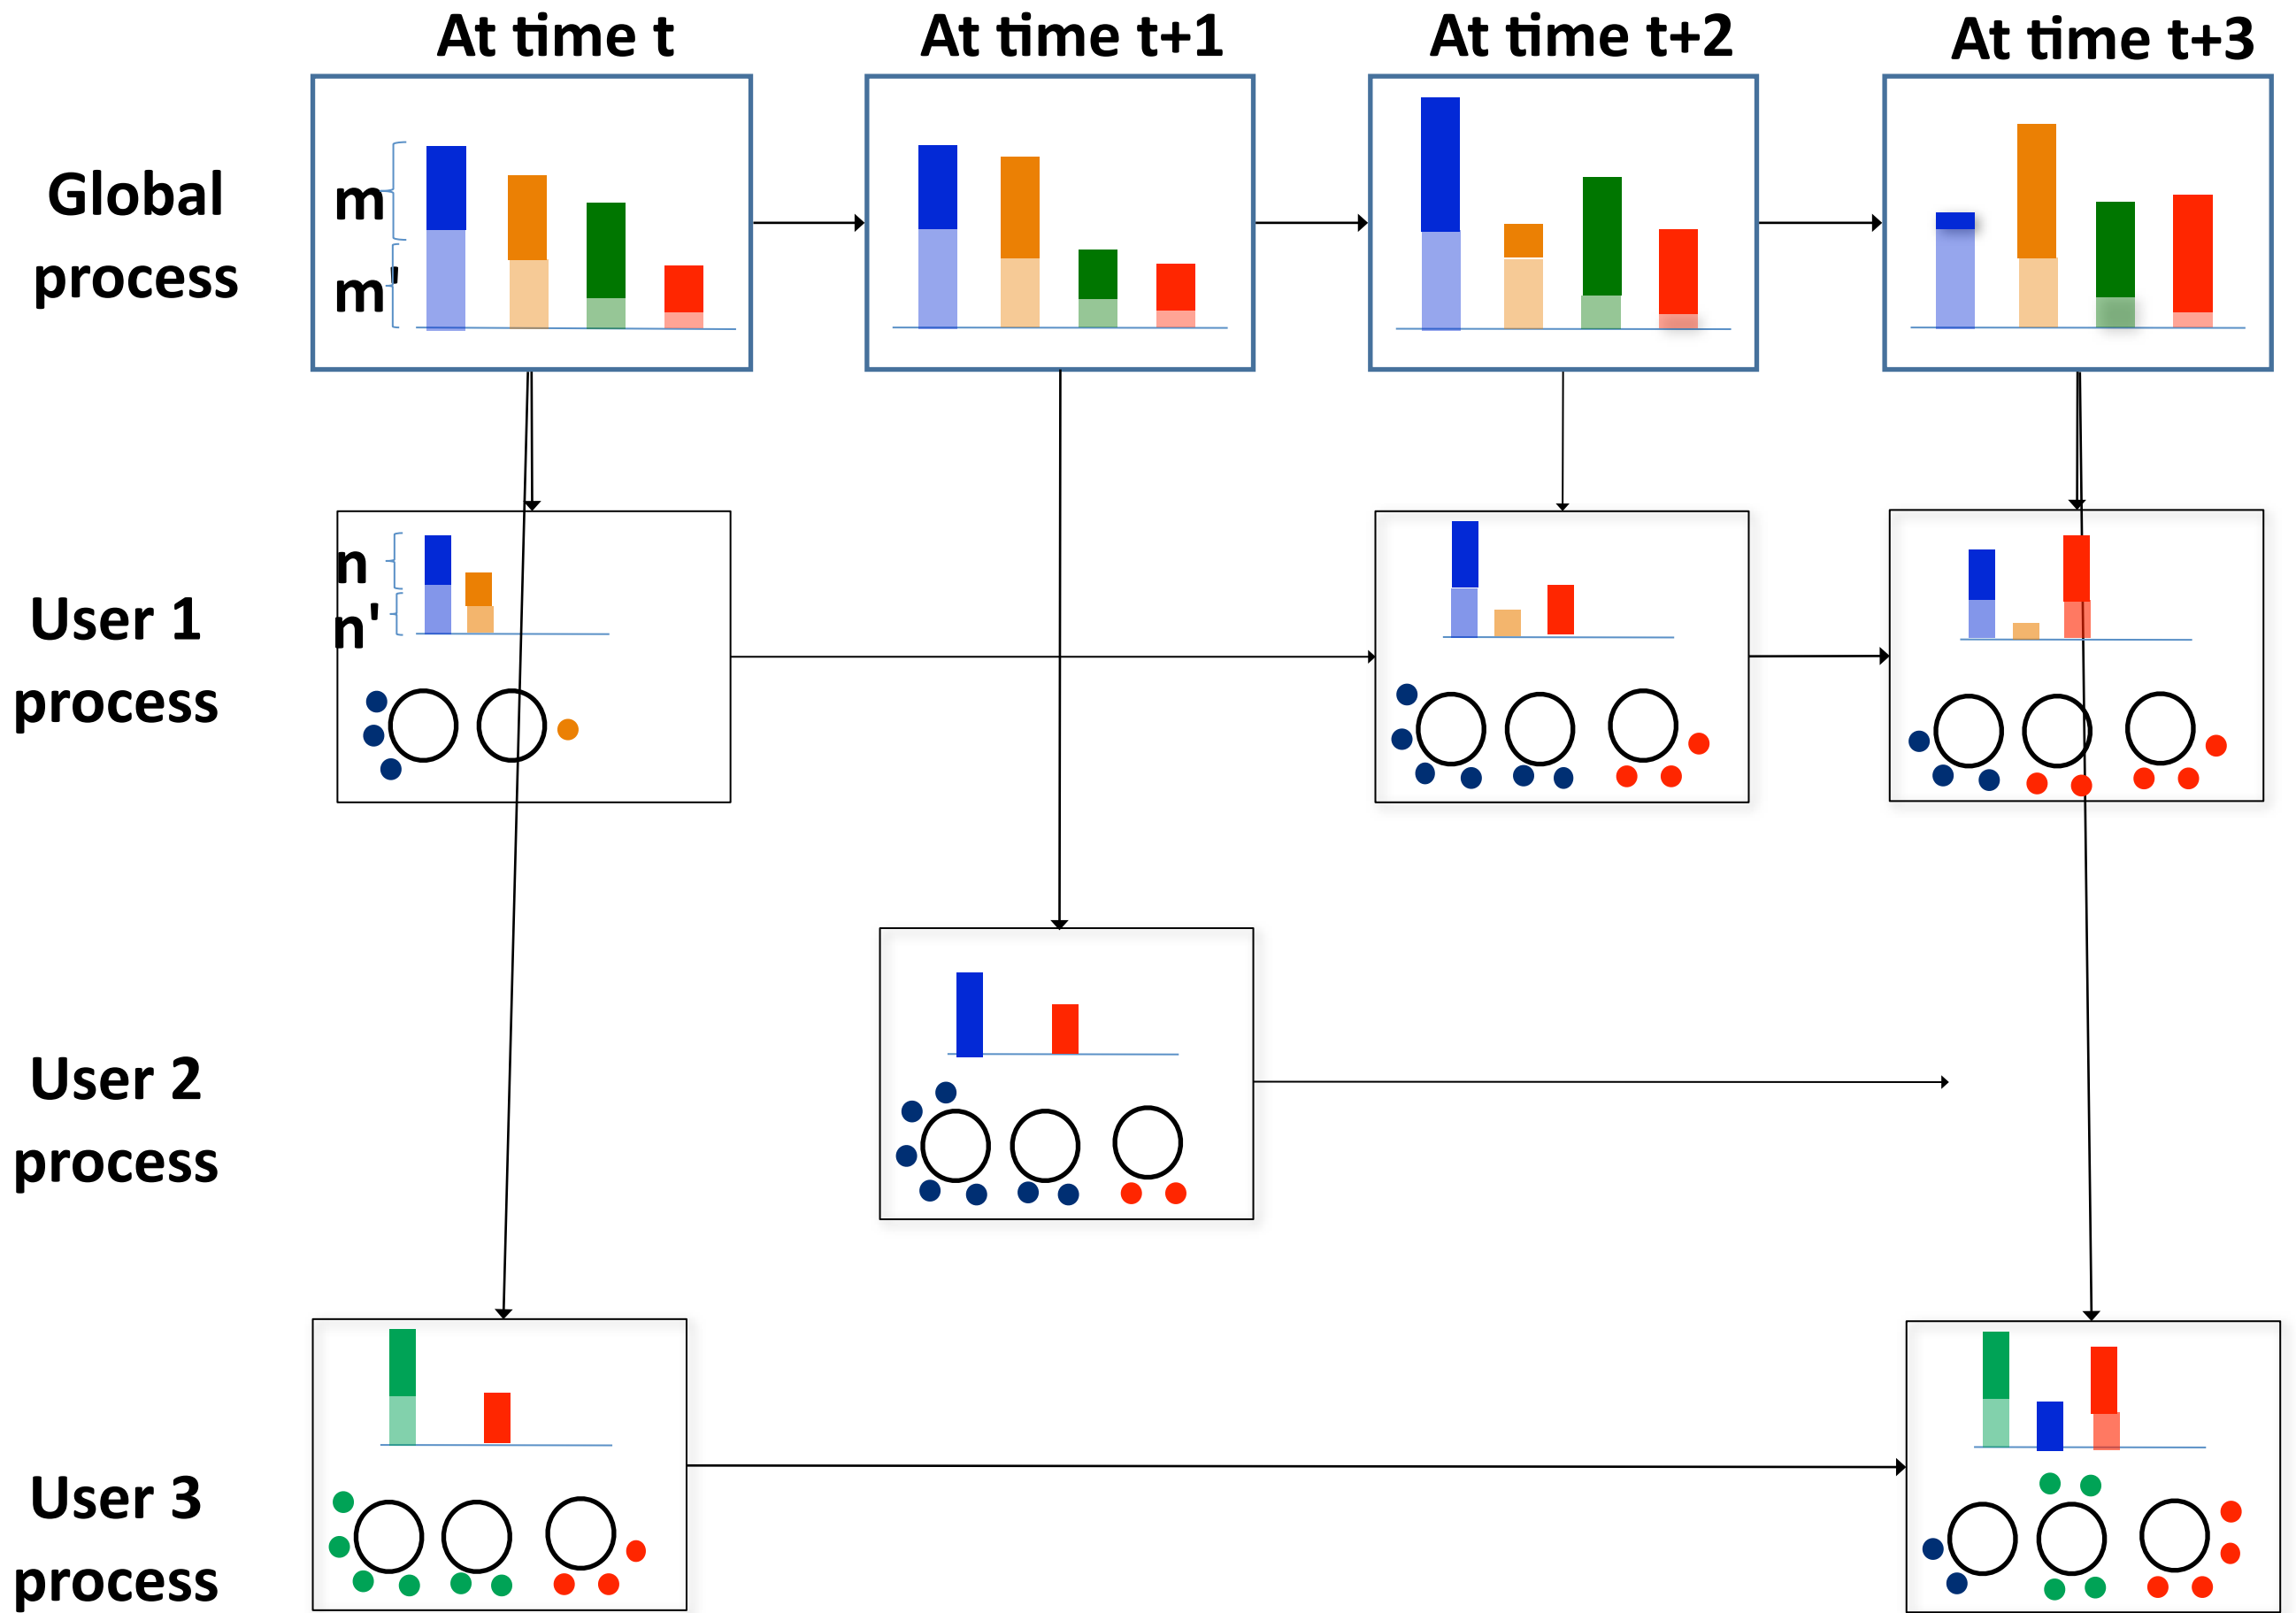 At time t
At time t+1
At time t+2
At time t+3
Global
process
m
m'
User 1
process
n
n'
User 2
process
User 3
process